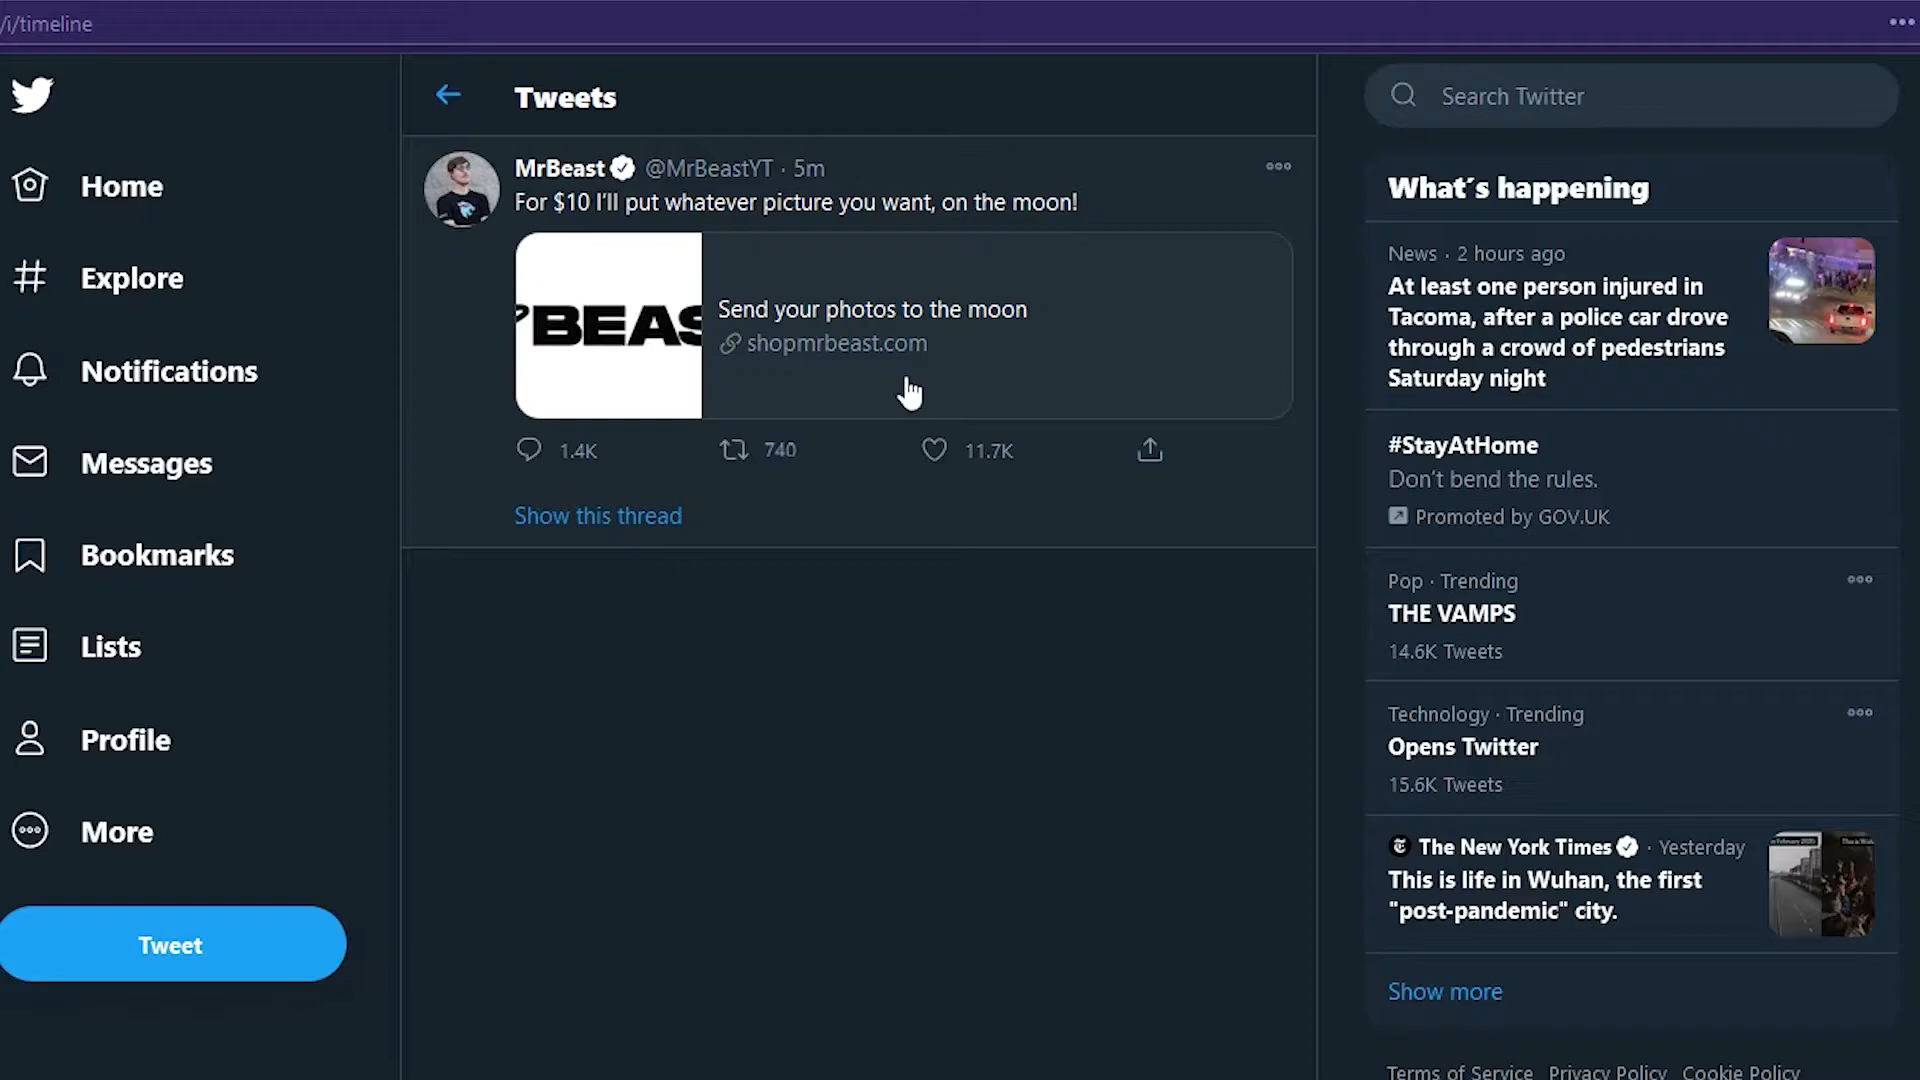 /i/timeline
Home
Explore
Notifications
Messages
Bookmarks
Lists
Profile
More
Tweet
Tweets
MrBeast @MrBeastYT · 5m
For $10 I'll put whatever picture you want, on the moon!
BEAS
Send your photos to the moon
shopmrbeast.com
1.4K 740 11.7K
Show this thread
Search Twitter
What´s happening
News · 2 hours ago
At least one person injured in
Tacoma, after a police car drove
through a crowd of pedestrians
Saturday night
#StayAtHome
Don't bend the rules.
Promoted by GOV.UK
Pop · Trending
THE VAMPS
14.6K Tweets
Technology · Trending
Opens Twitter
15.6K Tweets
The New York Times · Yesterday
This is life in Wuhan, the first
"post-pandemic" city.
Show more
Terms of Service Privacy Policy Cookie Policy